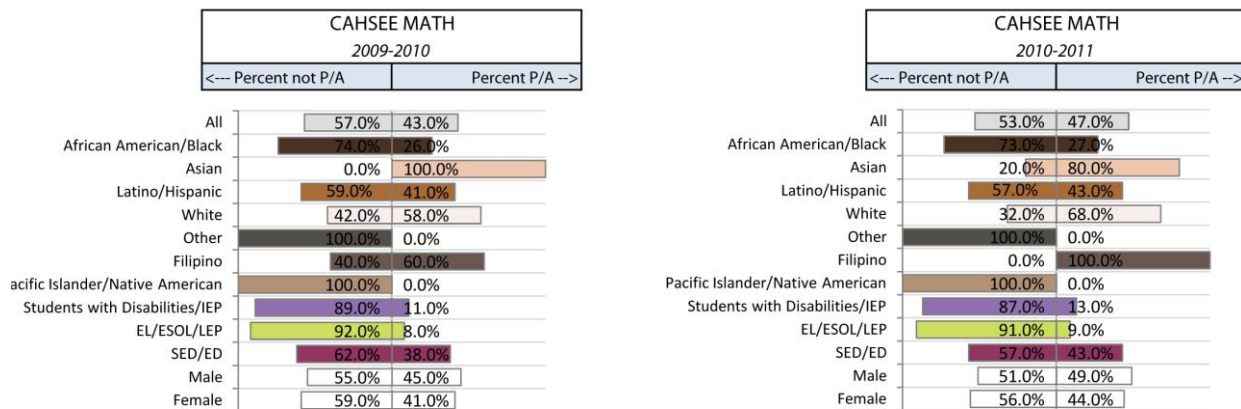 CAHSEE MATH
2009-2010
<--- Percent not P/A Percent P/A -->
All 57.0% 43.0%
African American/Black 74.0% 26.0%
Asian 0.0% 100.0%
Latino/Hispanic 59.0% 41.0%
White 42.0% 58.0%
Other 100.0% 0.0%
Filipino 40.0% 60.0%
acific Islander/Native American 100.0% 0.0%
Students with Disabilities/IEP 89.0% 11.0%
EL/ESOL/LEP 92.0% 8.0%
SED/ED 62.0% 38.0%
Male 55.0% 45.0%
Female 59.0% 41.0%
CAHSEE MATH
2010-2011
<--- Percent not P/A Percent P/A -->
All 53.0% 47.0%
African American/Black 73.0% 27.0%
Asian 20.0% 80.0%
Latino/Hispanic 57.0% 43.0%
White 32.0% 68.0%
Other 100.0% 0.0%
Filipino 0.0% 100.0%
Pacific Islander/Native American 100.0% 0.0%
Students with Disabilities/IEP 87.0% 13.0%
EL/ESOL/LEP 91.0% 9.0%
SED/ED 57.0% 43.0%
Male 51.0% 49.0%
Female 56.0% 44.0%